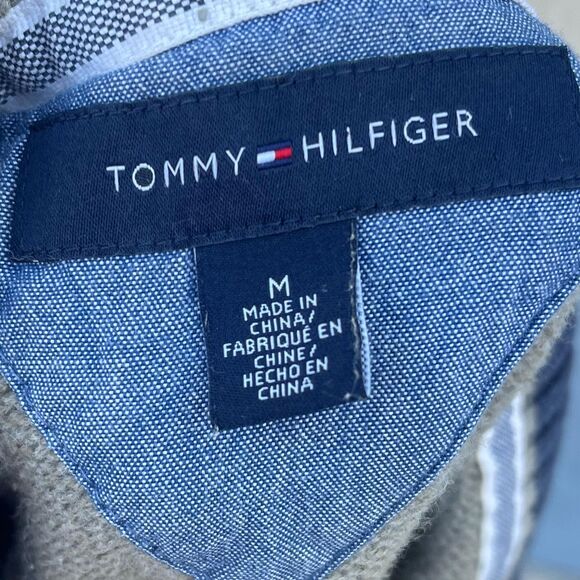 TOMMY HILFIGER
M
MADE IN
CHINA/
FABRIQUÉ EN
CHINE/
HECHO EN
CHINA